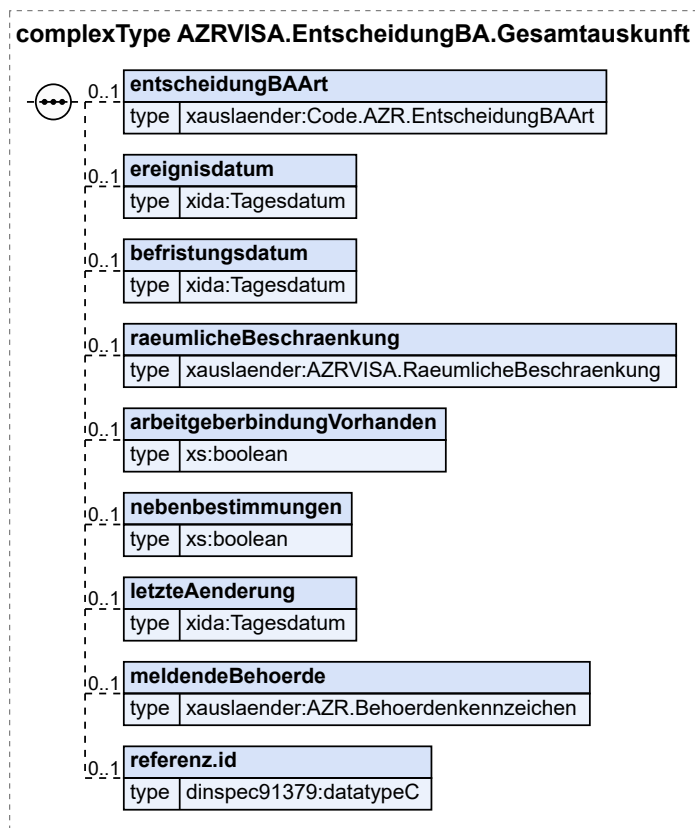 complexType AZRVISA.EntscheidungBA.Gesamtauskunft
0..1 entscheidungBAArt
type xauslaender:Code.AZR.EntscheidungBAArt
0..1 ereignisdatum
type xida:Tagesdatum
0..1 befristungsdatum
type xida:Tagesdatum
0..1 raeumlicheBeschraenkung
type xauslaender:AZRVISA.RaeumlicheBeschraenkung
0..1 arbeitgeberbindungVorhanden
type xs:boolean
0..1 nebenbestimmungen
type xs:boolean
0..1 letzteAenderung
type xida:Tagesdatum
0..1 meldendeBehoerde
type xauslaender:AZR.Behoerdenkennzeichen
0..1 referenz.id
type dinspec91379:datatypeC